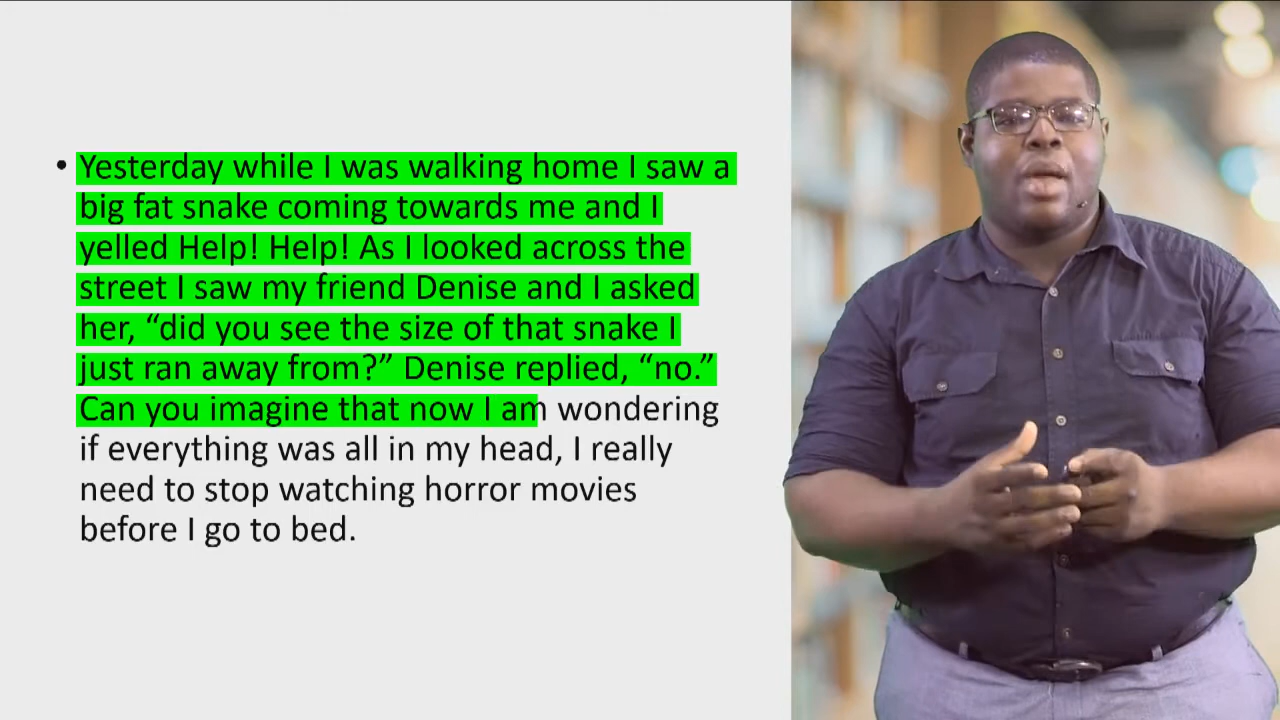 • Yesterday while I was walking home I saw a
big fat snake coming towards me and I
yelled Help! Help! As I looked across the
street I saw my friend Denise and I asked
her, “did you see the size of that snake I
just ran away from?” Denise replied, “no.”
Can you imagine that now I am wondering
if everything was all in my head, I really
need to stop watching horror movies
before I go to bed.